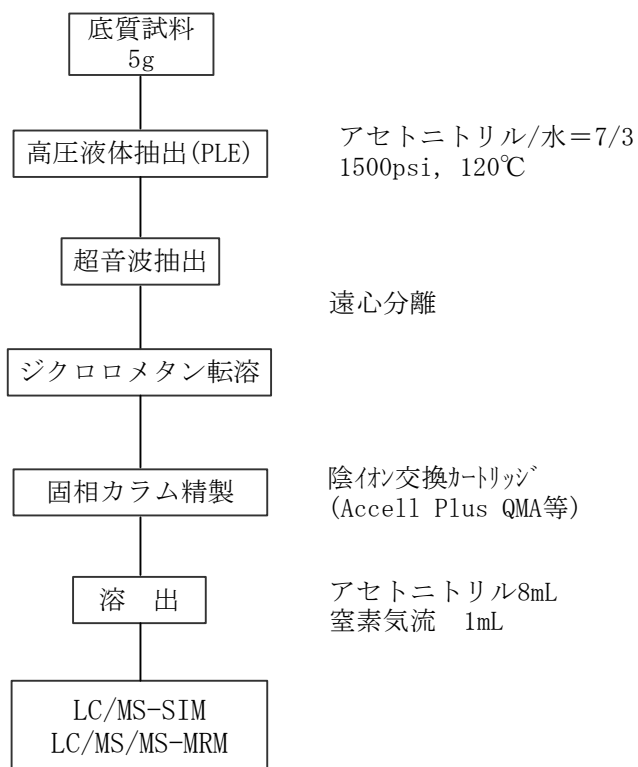 底質試料
5g
高圧液体抽出(PLE)
アセトニトリル/水＝7/3
1500psi, 120℃
超音波抽出
遠心分離
ジクロロメタン転溶
固相カラム精製
陰ｲｵﾝ交換ｶｰﾄﾘｯｼﾞ
(Accell Plus QMA等)
溶　出
アセトニトリル8mL
窒素気流　1mL
LC/MS-SIM
LC/MS/MS-MRM